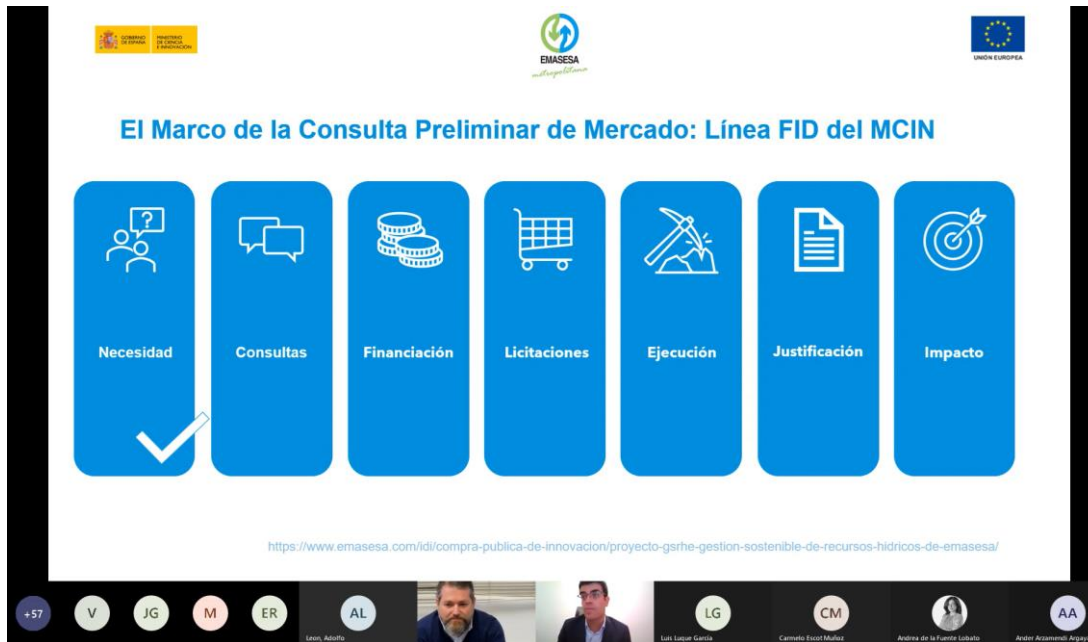 GOBIERNO
DE ESPAÑA
MINISTERIO
DE CIENCIA
E INNOVACIÓN
EMASESA
metropolitana
UNIÓN EUROPEA
El Marco de la Consulta Preliminar de Mercado: Línea FID del MCIN
?
Necesidad
Consultas
Financiación
Licitaciones
Ejecución
Justificación
Impacto
https://www.emasesa.com/idi/compra-publica-de-innovacion/proyecto-gsrhe-gestion-sostenible-de-recursos-hidricos-de-emasesa/
+57
V
JG
M
ER
AL
LG
CM
AA
Leon, Adolfo
Luis Luque García
Carmelo Escot Muñoz
Andrea de la Fuente Lobato
Ander Arzamendi